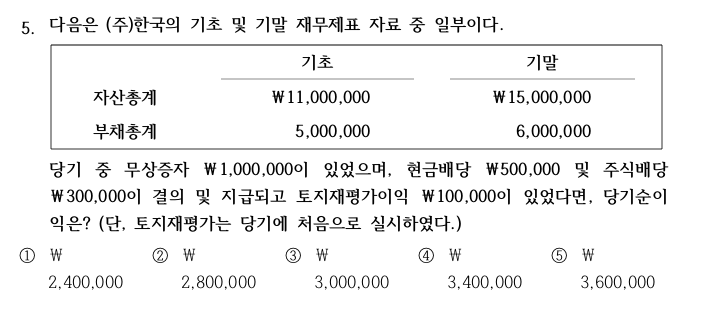 5. 다음은 (주)한국의 기초 및 기말 재무제표 자료 중 일부이다.
기초 기말
자산총계 ₩11,000,000 ₩15,000,000
부채총계 5,000,000 6,000,000
당기 중 무상증자 ₩1,000,000이 있었으며, 현금배당 ₩500,000 및 주식배당
₩300,000이 결의 및 지급되고 토지재평가이익 ₩100,000이 있었다면, 당기순이
익은? (단, 토지재평가는 당기에 처음으로 실시하였다.)
① ₩ ② ₩ ③ ₩ ④ ₩ ⑤ ₩
2,400,000 2,800,000 3,000,000 3,400,000 3,600,000